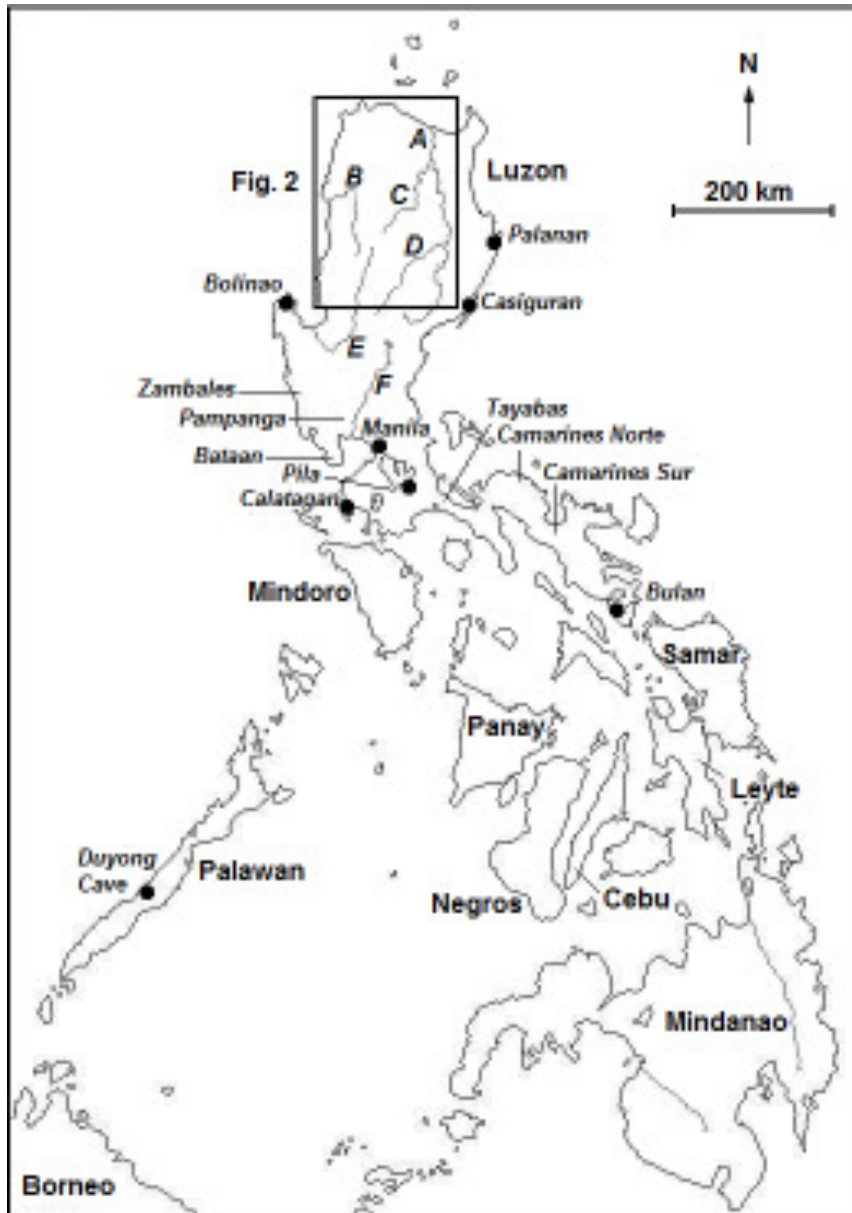 N
A
Luzon
Fig. 2
B
C
200 km
D
Palanan
Bolinao
Casiguran
E
Zambales
F
Tayabas
Pampanga
Manila
Camarines Norte
Bataan
Pila
Camarines Sur
Calatagan
Mindoro
Bulan
Samar
Panay
Leyte
Duyong
Cave
Palawan
Negros
Cebu
Mindanao
Borneo